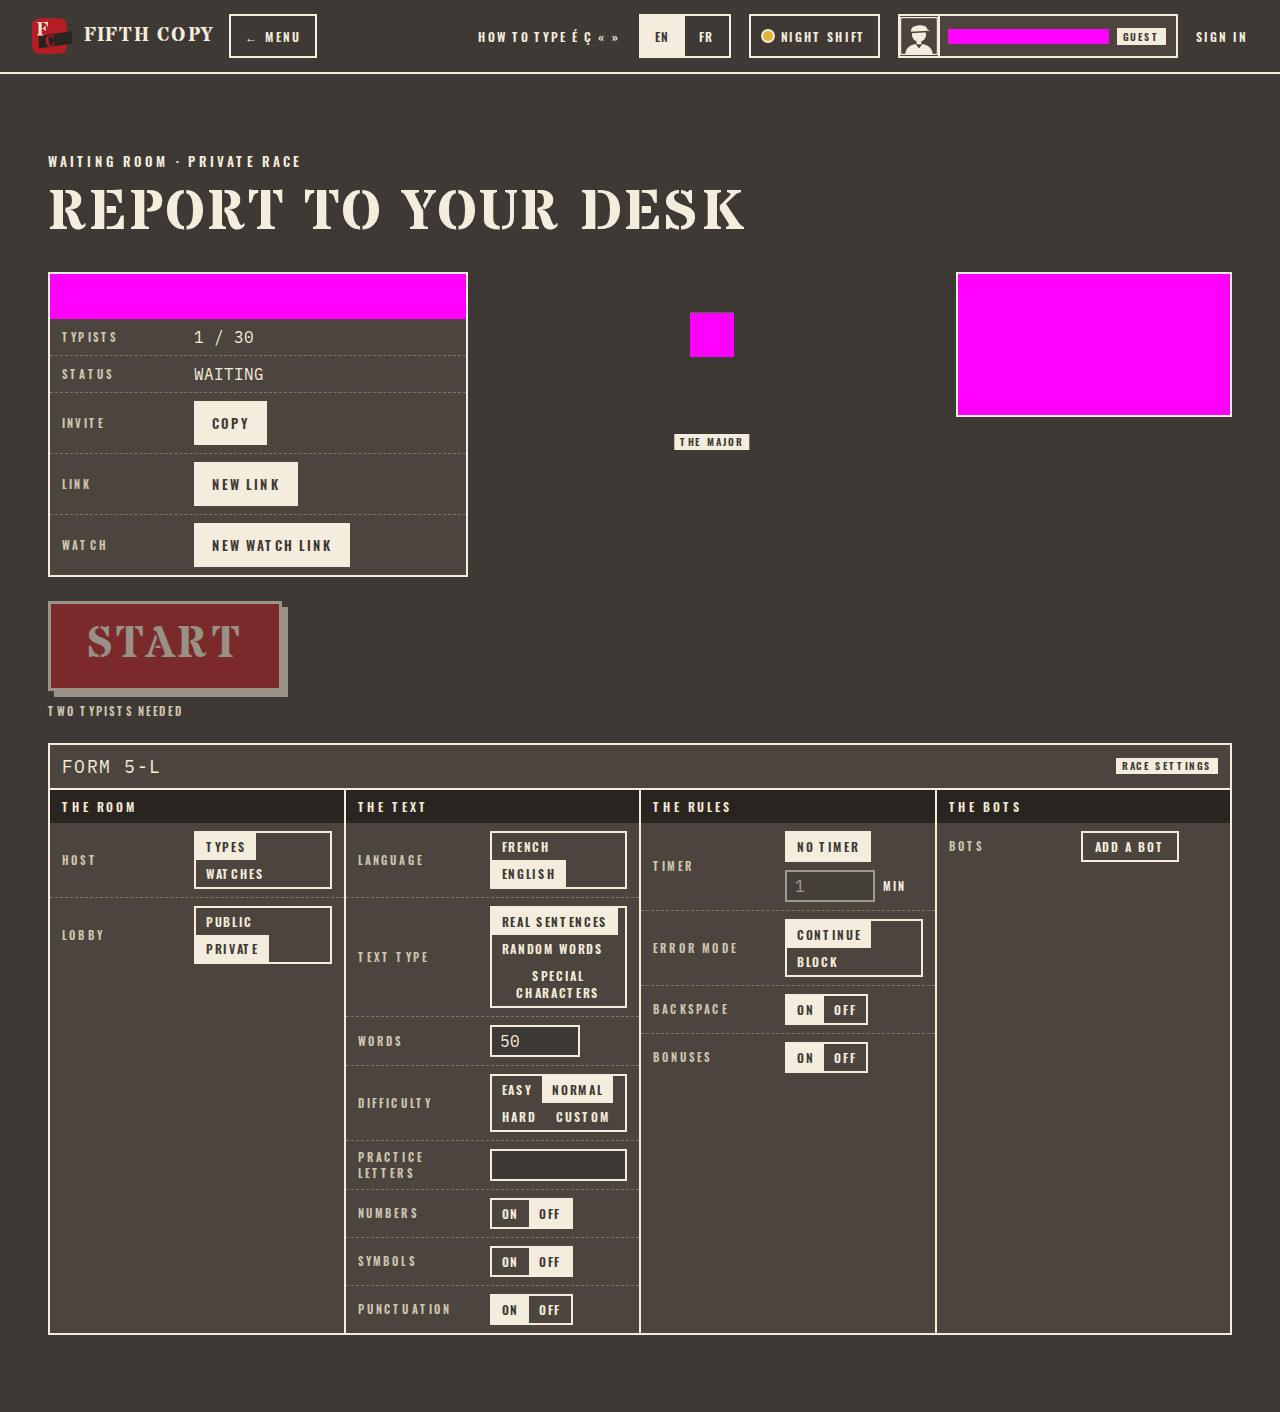 F
C
FIFTH COPY
← MENU
HOW TO TYPE É Ç « »
EN
FR
NIGHT SHIFT
GUEST
SIGN IN
WAITING ROOM · PRIVATE RACE
REPORT TO YOUR DESK
TYPISTS
1 / 30
STATUS
WAITING
INVITE
COPY
LINK
NEW LINK
WATCH
NEW WATCH LINK
THE MAJOR
START
TWO TYPISTS NEEDED
FORM 5-L
RACE SETTINGS
THE ROOM
HOST
TYPES
WATCHES
LOBBY
PUBLIC
PRIVATE
THE TEXT
LANGUAGE
FRENCH
ENGLISH
TEXT TYPE
REAL SENTENCES
RANDOM WORDS
SPECIAL
CHARACTERS
WORDS
50
DIFFICULTY
EASY
NORMAL
HARD
CUSTOM
PRACTICE
LETTERS
NUMBERS
ON
OFF
SYMBOLS
ON
OFF
PUNCTUATION
ON
OFF
THE RULES
TIMER
NO TIMER
1
MIN
ERROR MODE
CONTINUE
BLOCK
BACKSPACE
ON
OFF
BONUSES
ON
OFF
THE BOTS
BOTS
ADD A BOT